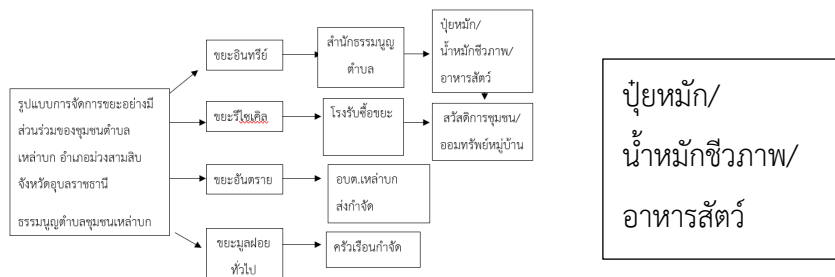 รูปแบบการจัดการขยะอย่างมี
ส่วนร่วมของชุมชนตำบล
เหล่าบก อำเภอม่วงสามสิบ
จังหวัดอุบลราชธานี
ธรรมนูญตำบลชุมชนเหล่าบก
ขยะอินทรีย์
สำนักธรรมนูญ
ตำบล
ปุ๋ยหมัก/
น้ำหมักชีวภาพ/
อาหารสัตว์
ขยะรีไซเคิล
โรงรับซื้อขยะ
สวัสดิการชุมชน/
ออมทรัพย์หมู่บ้าน
ขยะอันตราย
อบต.เหล่าบก
ส่งกำจัด
ขยะมูลฝอย
ทั่วไป
ครัวเรือนกำจัด
ปุ๋ยหมัก/
น้ำหมักชีวภาพ/
อาหารสัตว์